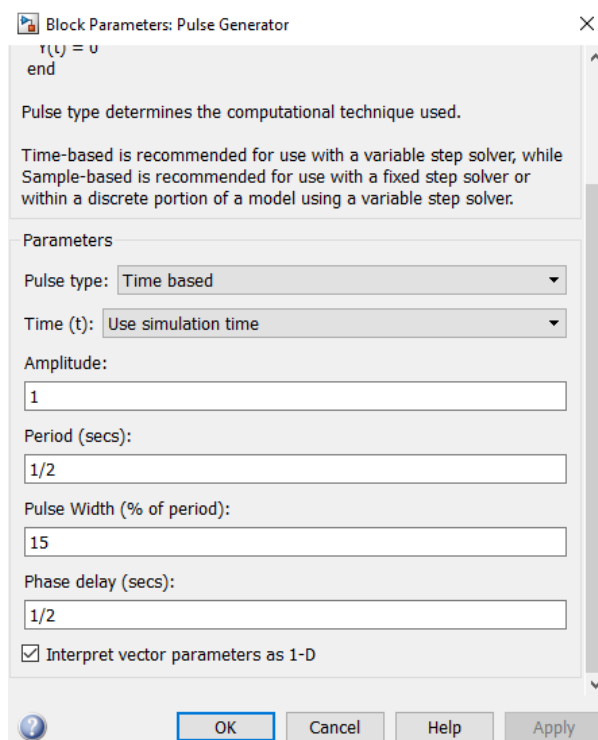 Block Parameters: Pulse Generator
Y(t) = 0
end
Pulse type determines the computational technique used.
Time-based is recommended for use with a variable step solver, while
Sample-based is recommended for use with a fixed step solver or
within a discrete portion of a model using a variable step solver.
Parameters
Pulse type: Time based
Time (t): Use simulation time
Amplitude:
1
Period (secs):
1/2
Pulse Width (% of period):
15
Phase delay (secs):
1/2
Interpret vector parameters as 1-D
OK Cancel Help Apply